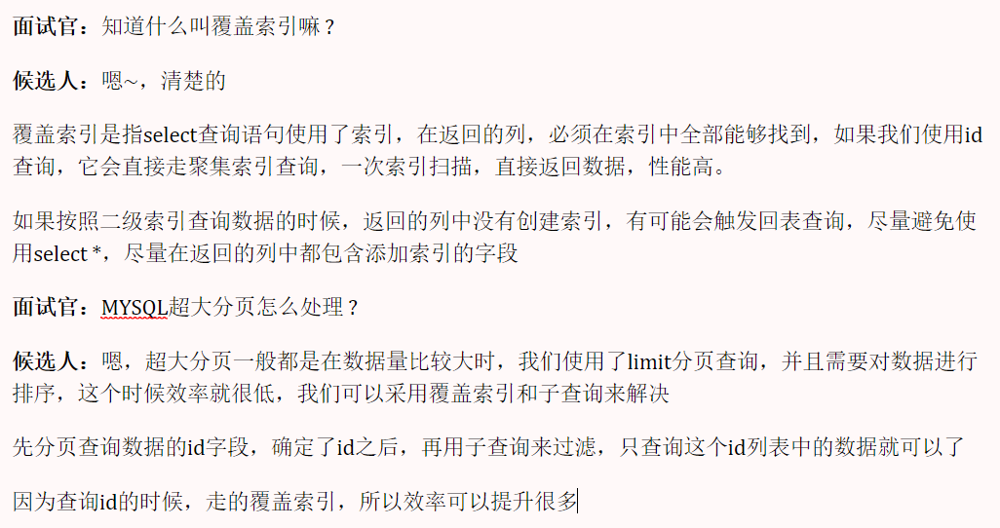 面试官：知道什么叫覆盖索引嘛？
候选人：嗯~，清楚的
覆盖索引是指select查询语句使用了索引，在返回的列，必须在索引中全部能够找到，如果我们使用id
查询，它会直接走聚集索引查询，一次索引扫描，直接返回数据，性能高。
如果按照二级索引查询数据的时候，返回的列中没有创建索引，有可能会触发回表查询，尽量避免使
用select *，尽量在返回的列中都包含添加索引的字段
面试官：MYSQL超大分页怎么处理？
候选人：嗯，超大分页一般都是在数据量比较大时，我们使用了limit分页查询，并且需要对数据进行
排序，这个时候效率就很低，我们可以采用覆盖索引和子查询来解决
先分页查询数据的id字段，确定了id之后，再用子查询来过滤，只查询这个id列表中的数据就可以了
因为查询id的时候，走的覆盖索引，所以效率可以提升很多